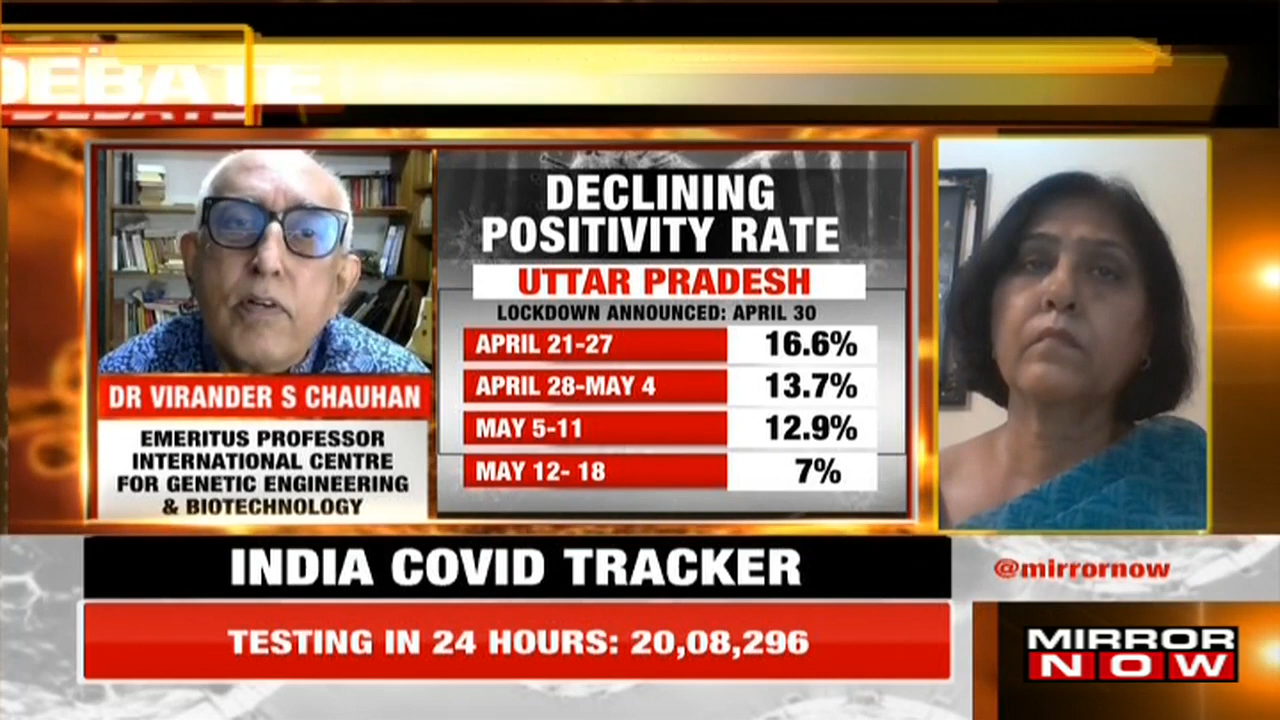 DEBATE
DEBATE
DECLINING
POSITIVITY RATE
UTTAR PRADESH
LOCKDOWN ANNOUNCED: APRIL 30
APRIL 21-27 16.6%
APRIL 28-MAY 4 13.7%
MAY 5-11 12.9%
MAY 12- 18 7%
DR VIRANDER S CHAUHAN
EMERITUS PROFESSOR
INTERNATIONAL CENTRE
FOR GENETIC ENGINEERING
& BIOTECHNOLOGY
INDIA COVID TRACKER
@mirrornow
TESTING IN 24 HOURS: 20,08,296
MIRROR
NOW